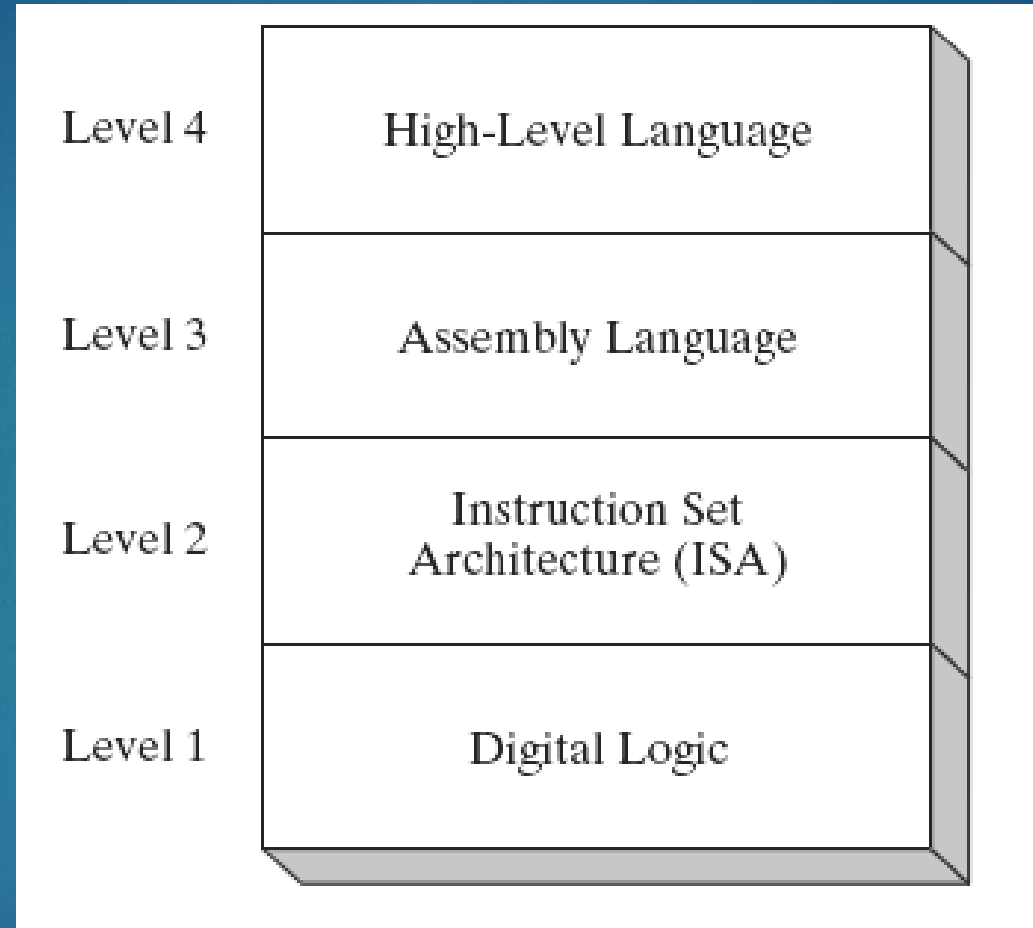 Level 4
High-Level Language
Level 3
Assembly Language
Level 2
Instruction Set
Architecture (ISA)
Level 1
Digital Logic